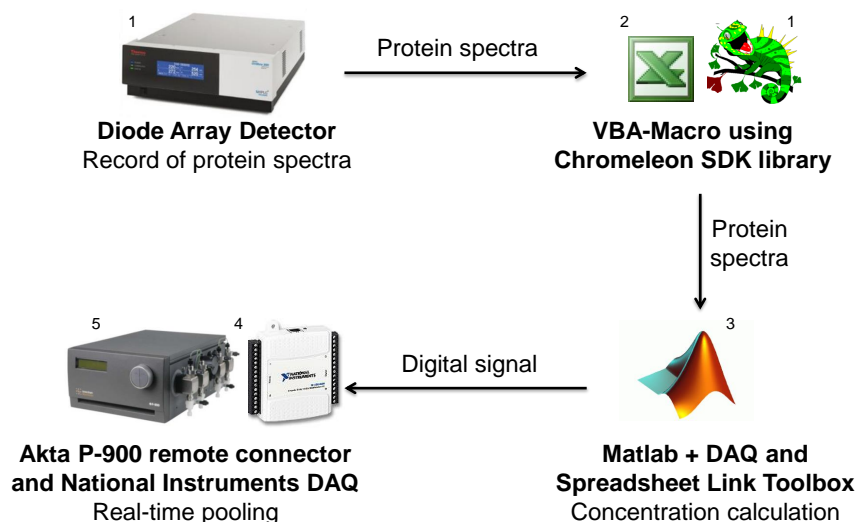 1
Protein spectra
2
1
Diode Array Detector
Record of protein spectra
VBA-Macro using
Chromeleon SDK library
Protein
spectra
5
4
3
NATIONAL
INSTRUMENTS
Digital signal
Akta P-900 remote connector
and National Instruments DAQ
Real-time pooling
Matlab + DAQ and
Spreadsheet Link Toolbox
Concentration calculation